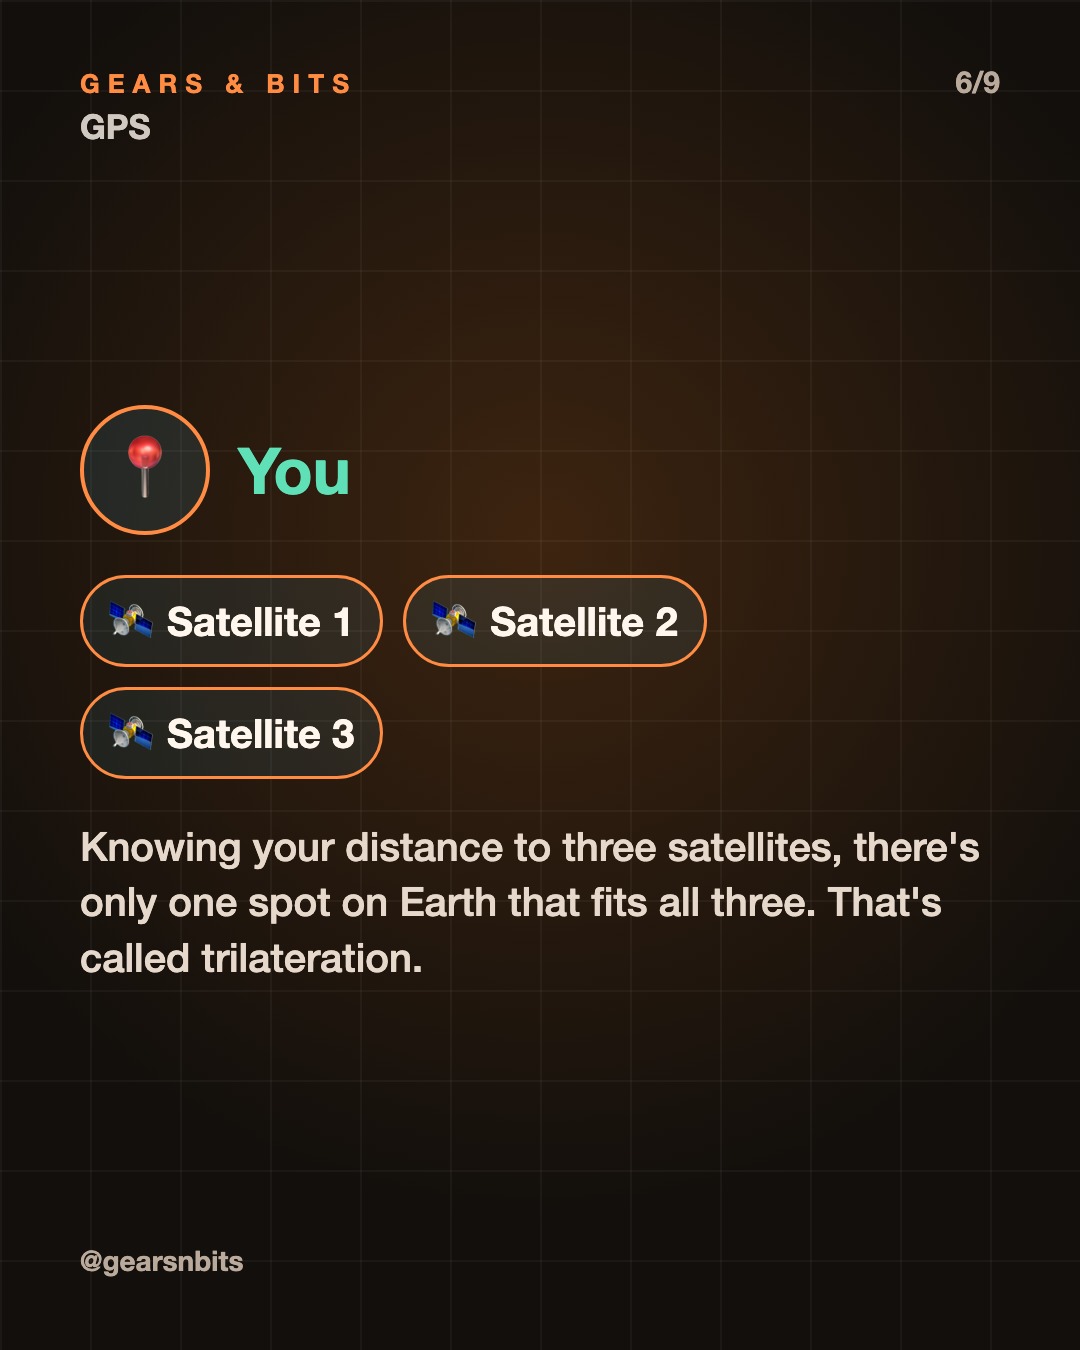 GEARS & BITS
6/9
GPS
You
Satellite 1
Satellite 2
Satellite 3
Knowing your distance to three satellites, there's
only one spot on Earth that fits all three. That's
called trilateration.
@gearsnbits